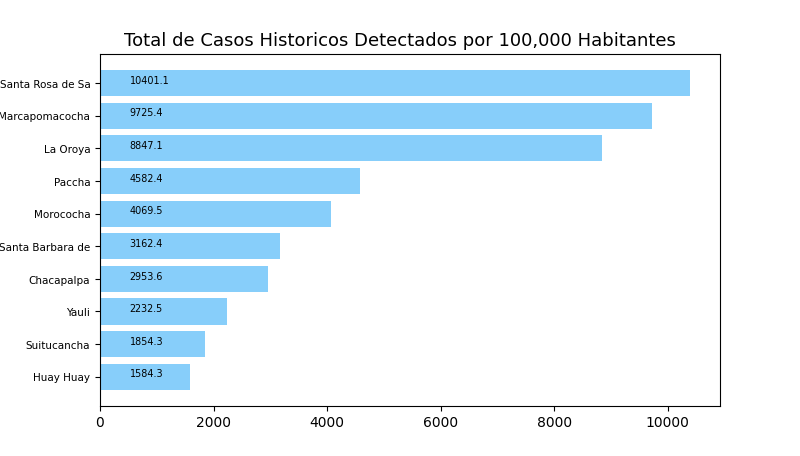 Total de Casos Historicos Detectados por 100,000 Habitantes
Santa Rosa de Sa 10401.1
Marcapomacocha 9725.4
La Oroya 8847.1
Paccha 4582.4
Morococha 4069.5
Santa Barbara de 3162.4
Chacapalpa 2953.6
Yauli 2232.5
Suitucancha 1854.3
Huay Huay 1584.3
0 2000 4000 6000 8000 10000